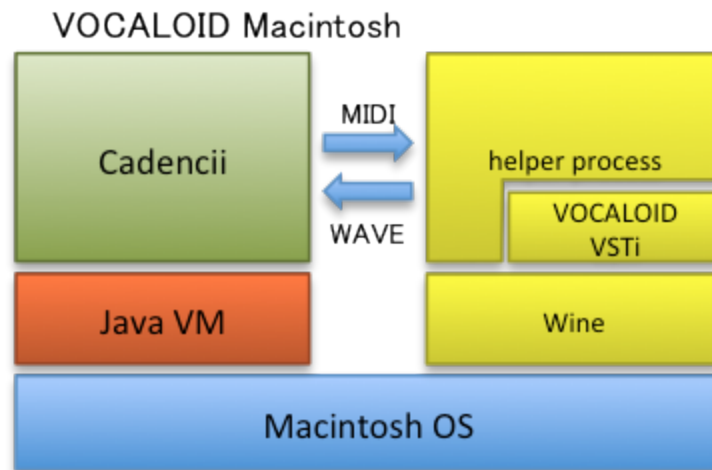 VOCALOID Macintosh
MIDI
Cadencii
helper process
VOCALOID
VSTi
WAVE
Java VM
Wine
Macintosh OS